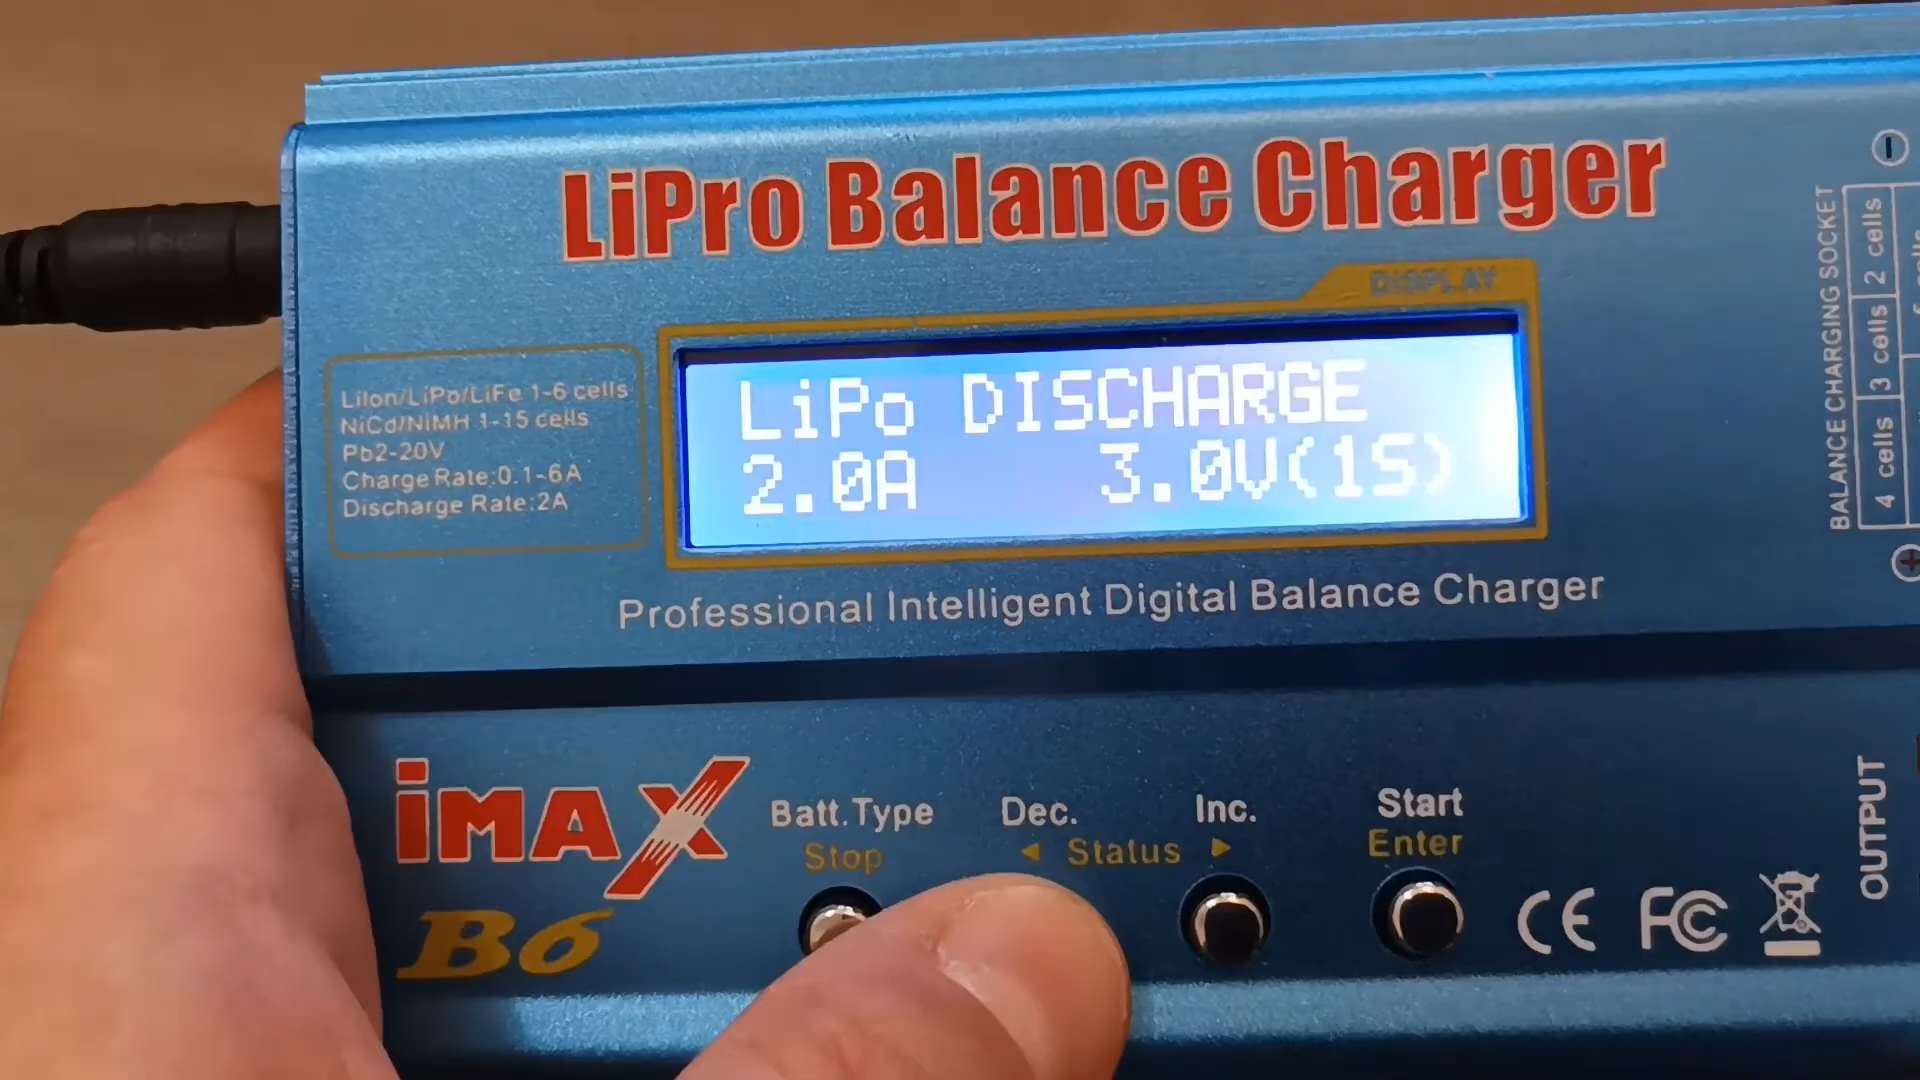 LiPro Balance Charger
DISPLAY
LiIon/LiPo/LiFe 1-6 cells
NiCd/NiMH 1-15 cells
Pb2-20V
Charge Rate:0.1-6A
Discharge Rate:2A
LiPo DISCHARGE
2.0A 3.0V(1S)
Professional Intelligent Digital Balance Charger
BALANCE CHARGING SOCKET
2 cells
3 cells
4 cells
iMAX
B6
Batt.Type
Stop
Dec.
Inc.
◄ Status ►
Start
Enter
CE FC
OUTPUT